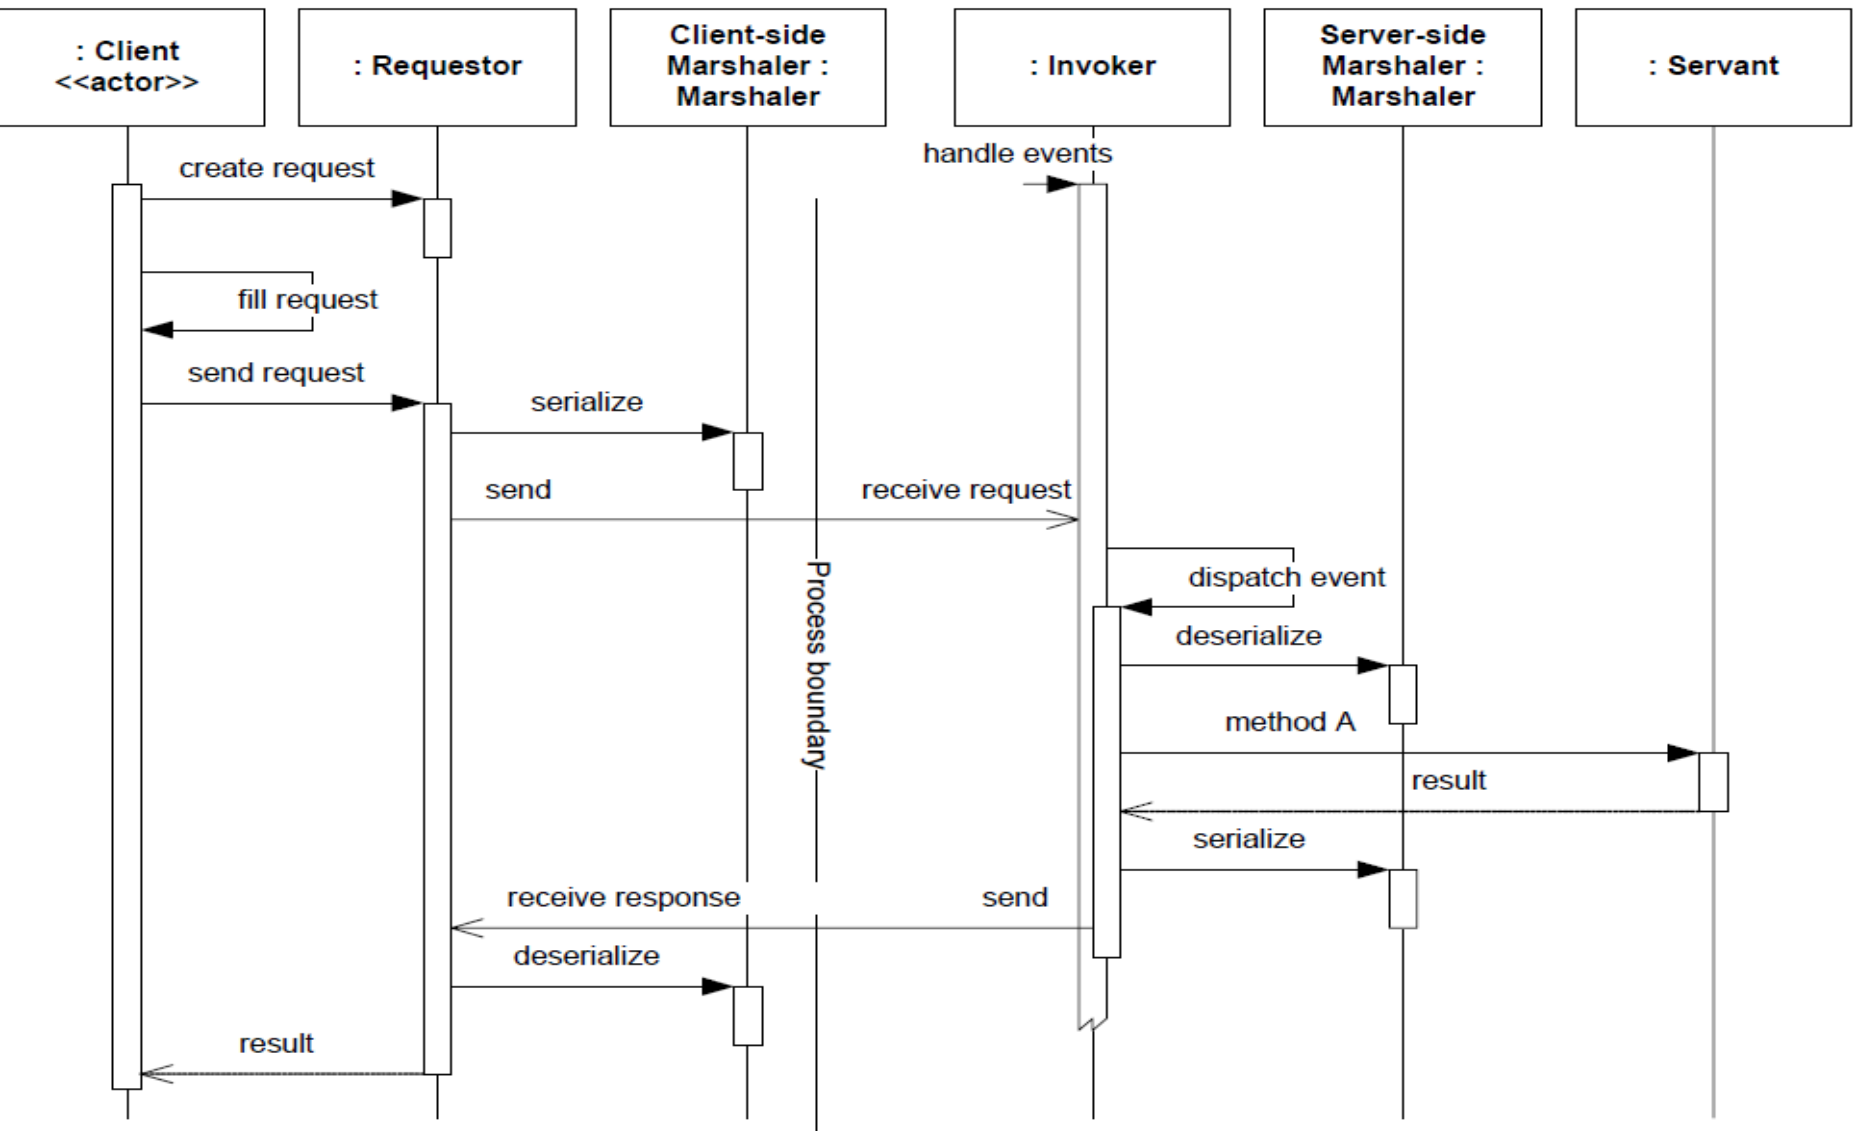 : Client
<<actor>>
: Requestor
Client-side
Marshaler :
Marshaler
: Invoker
Server-side
Marshaler :
Marshaler
: Servant
handle events
create request
fill request
send request
serialize
send
receive request
Process boundary
dispatch event
deserialize
method A
result
serialize
receive response
send
deserialize
result